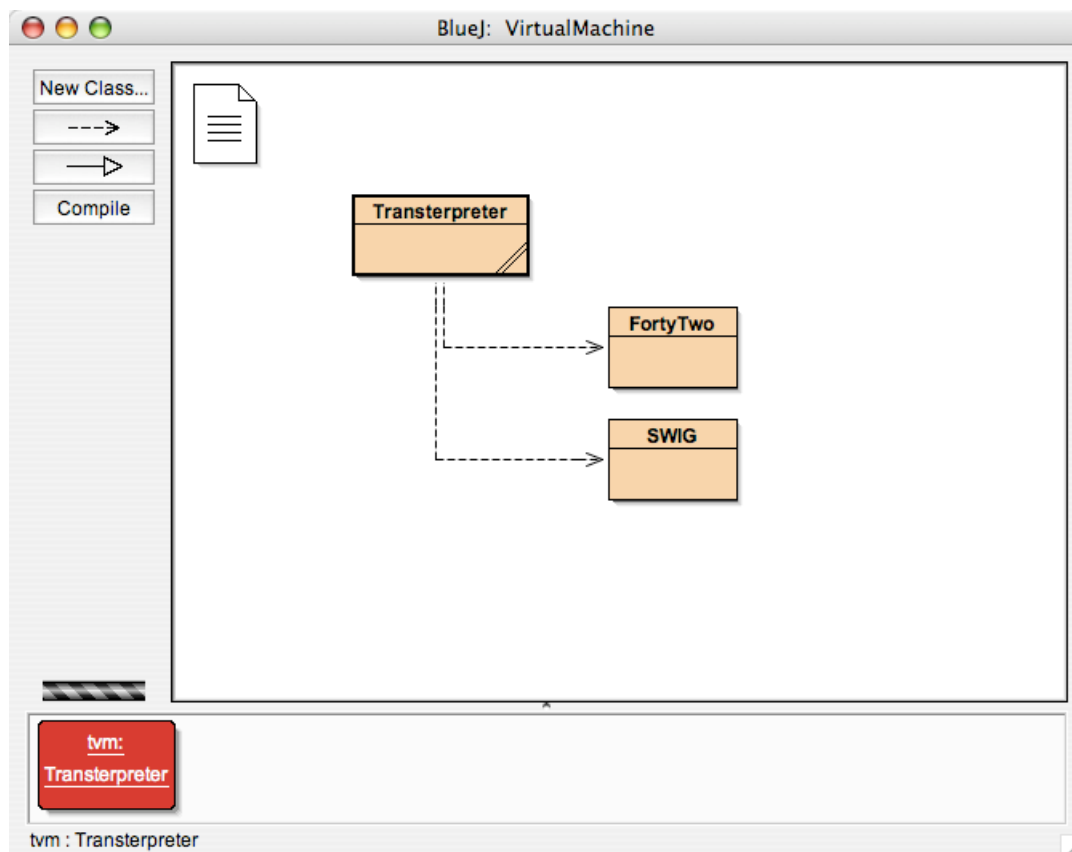 BlueJ: VirtualMachine
New Class...
Compile
Transterpreter
FortyTwo
SWIG
tvm:
Transterpreter
tvm : Transterpreter